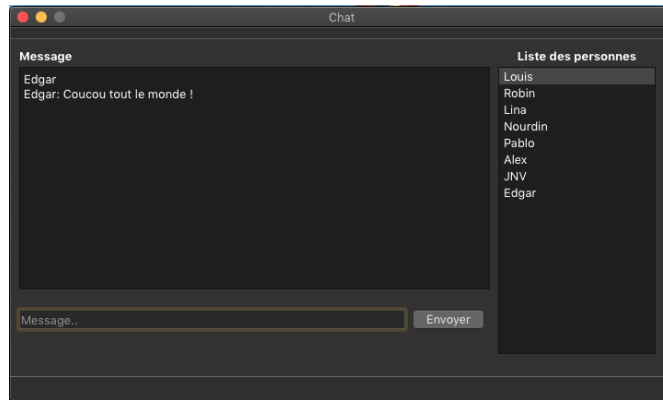 Chat
Message
Edgar
Edgar: Coucou tout le monde !
Message..
Envoyer
Liste des personnes
Louis
Robin
Lina
Nourdin
Pablo
Alex
JNV
Edgar